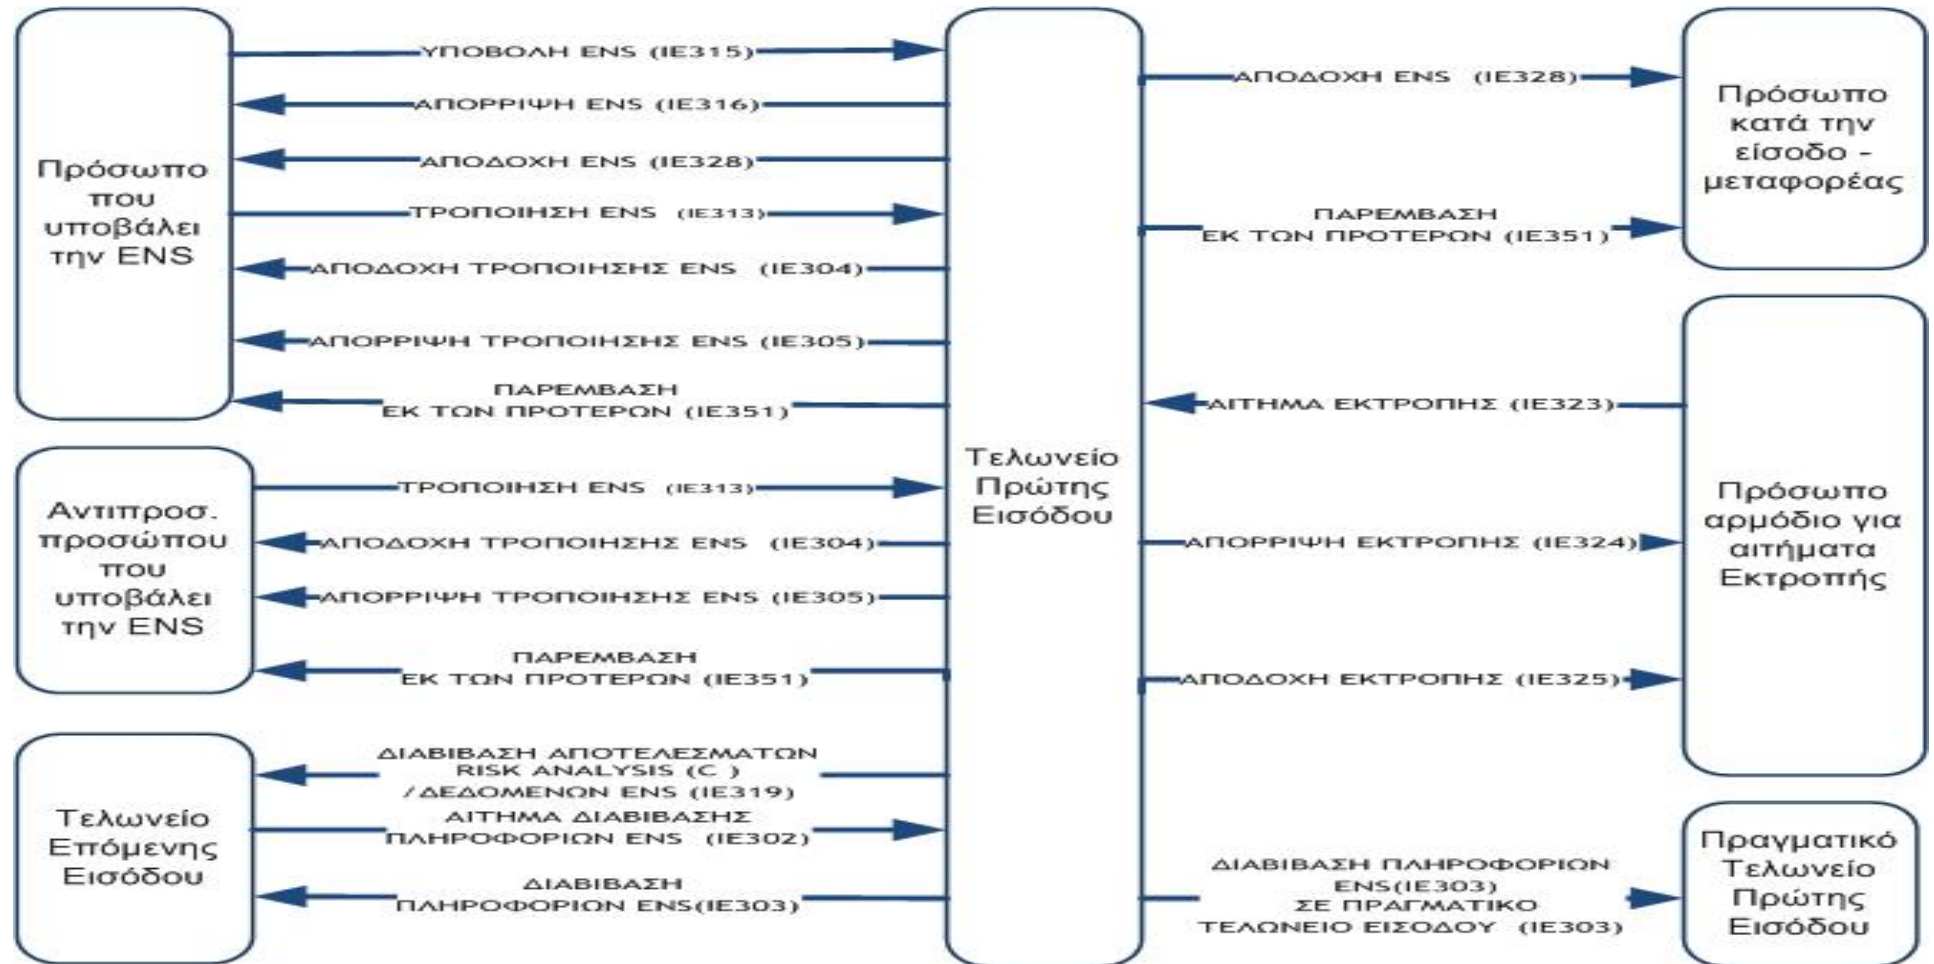 Πρόσωπο
που
υποβάλει
την ENS
ΥΠΟΒΟΛΗ ENS (IE315)
ΑΠΟΡΡΙΨΗ ENS (IE316)
ΑΠΟΔΟΧΗ ENS (IE328)
ΤΡΟΠΟΙΗΣΗ ENS (IE313)
ΑΠΟΔΟΧΗ ΤΡΟΠΟΙΗΣΗΣ ENS (IE304)
ΑΠΟΡΡΙΨΗ ΤΡΟΠΟΙΗΣΗΣ ENS (IE305)
ΠΑΡΕΜΒΑΣΗ
ΕΚ ΤΩΝ ΠΡΟΤΕΡΩΝ (IE351)
Αντιπροσ.
προσώπου
που
υποβάλει
την ENS
ΤΡΟΠΟΙΗΣΗ ENS (IE313)
ΑΠΟΔΟΧΗ ΤΡΟΠΟΙΗΣΗΣ ENS (IE304)
ΑΠΟΡΡΙΨΗ ΤΡΟΠΟΙΗΣΗΣ ENS (IE305)
ΠΑΡΕΜΒΑΣΗ
ΕΚ ΤΩΝ ΠΡΟΤΕΡΩΝ (IE351)
Τελωνείο
Επόμενης
Εισόδου
ΔΙΑΒΙΒΑΣΗ ΑΠΟΤΕΛΕΣΜΑΤΩΝ
RISK ANALYSIS (C )
/ΔΕΔΟΜΕΝΩΝ ENS (IE319)
ΑΙΤΗΜΑ ΔΙΑΒΙΒΑΣΗΣ
ΠΛΗΡΟΦΟΡΙΩΝ ENS (IE302)
ΔΙΑΒΙΒΑΣΗ
ΠΛΗΡΟΦΟΡΙΩΝ ENS(IE303)
Τελωνείο
Πρώτης
Εισόδου
ΑΠΟΔΟΧΗ ENS (IE328)
ΠΑΡΕΜΒΑΣΗ
ΕΚ ΤΩΝ ΠΡΟΤΕΡΩΝ (IE351)
Πρόσωπο
κατά την
είσοδο -
μεταφορέας
ΑΙΤΗΜΑ ΕΚΤΡΟΠΗΣ (IE323)
ΑΠΟΡΡΙΨΗ ΕΚΤΡΟΠΗΣ (IE324)
ΑΠΟΔΟΧΗ ΕΚΤΡΟΠΗΣ (IE325)
Πρόσωπο
αρμόδιο για
αιτήματα
Εκτροπής
ΔΙΑΒΙΒΑΣΗ ΠΛΗΡΟΦΟΡΙΩΝ
ENS(IE303)
ΣΕ ΠΡΑΓΜΑΤΙΚΟ
ΤΕΛΩΝΕΙΟ ΕΙΣΟΔΟΥ (IE303)
Πραγματικό
Τελωνείο
Πρώτης
Εισόδου